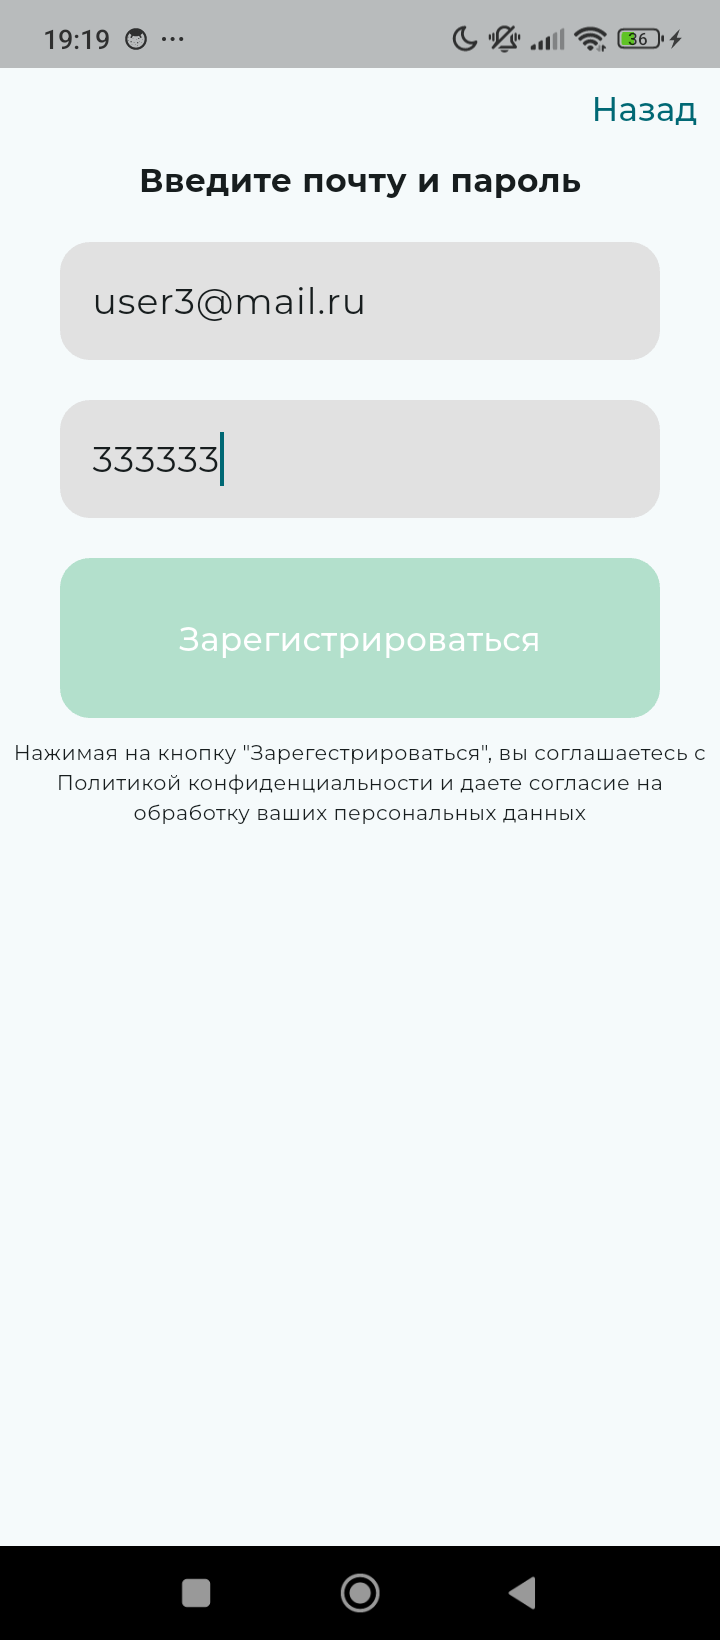 19:19
36
Назад
Введите почту и пароль
user3@mail.ru
333333
Зарегистрироваться
Нажимая на кнопку "Зарегестрироваться", вы соглашаетесь с
Политикой конфиденциальности и даете согласие на
обработку ваших персональных данных